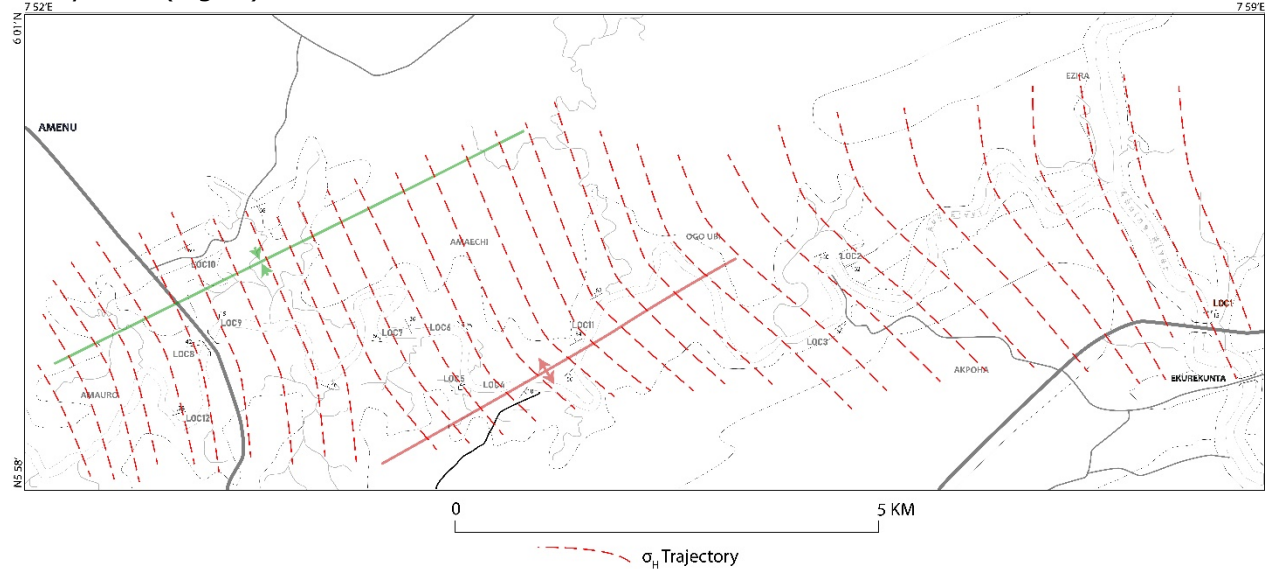 7 52'E
7 59'E
6 01'N
EZIRA
AMENU
AMAECHI
OGO UB
LOC10
LOC2
LOC1
LOC9
LOC11
LOC7
LOC6
LOC3
LOC8
AKPOHA
EKUREKUNTA
LOC5
LOC4
AMAURO
LOC12
N5 58'
0
5 KM
σH Trajectory